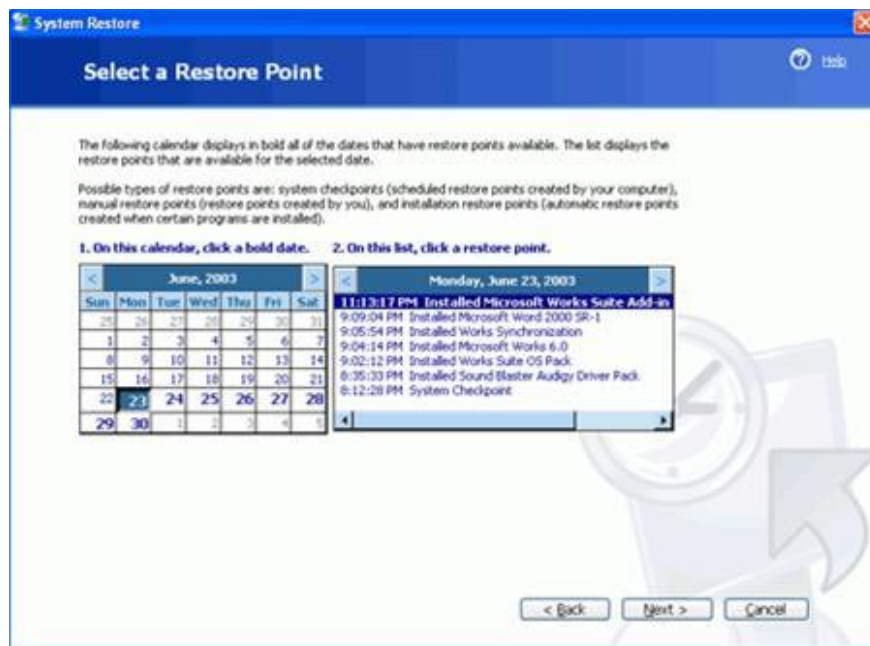 System Restore
Select a Restore Point
Help
The following calendar displays in bold all of the dates that have restore points available. The list displays the
restore points that are available for the selected date.
Possible types of restore points are: system checkpoints (scheduled restore points created by your computer),
manual restore points (restore points created by you), and installation restore points (automatic restore points
created when certain programs are installed).
1. On this calendar, click a bold date.
2. On this list, click a restore point.
< June, 2003 >
Sun Mon Tue Wed Thu Fri Sat
25 26 27 28 29 30 31
1 2 3 4 5 6 7
8 9 10 11 12 13 14
15 16 17 18 19 20 21
22 23 24 25 26 27 28
29 30 1 2 3 4 5
< Monday, June 23, 2003 >
11:13:17 PM Installed Microsoft Works Suite Add-in
9:09:04 PM Installed Microsoft Word 2000 SR-1
9:05:54 PM Installed Works Synchronization
9:04:14 PM Installed Microsoft Works 6.0
9:02:12 PM Installed Works Suite OS Pack
8:35:33 PM Installed Sound Blaster Audigy Driver Pack
8:12:28 PM System Checkpoint
< Back
Next >
Cancel